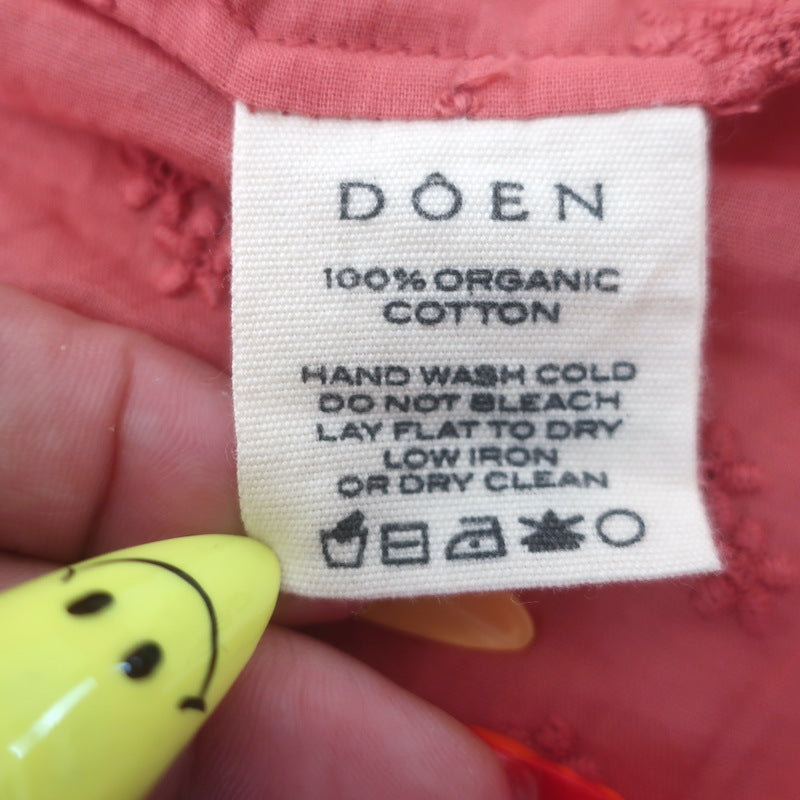 DÔEN
100% ORGANIC
COTTON
HAND WASH COLD
DO NOT BLEACH
LAY FLAT TO DRY
LOW IRON
OR DRY CLEAN